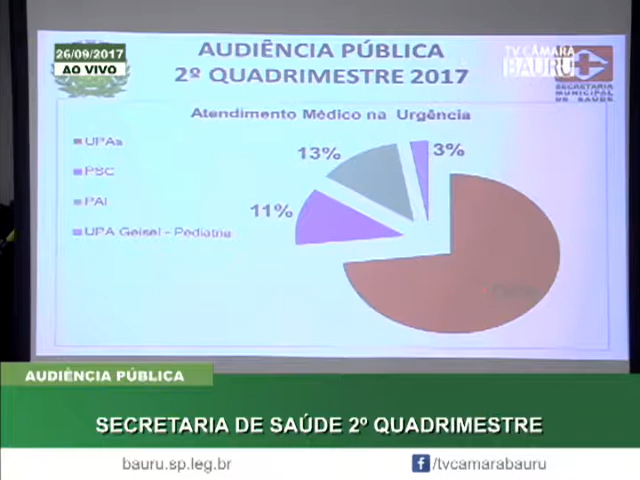 26/09/2017
AO VIVO
AUDIÊNCIA PÚBLICA
2º QUADRIMESTRE 2017
TV CÂMARA
BAURU
SECRETARIA
MUNICIPAL
DE SAÚDE
Atendimento Médico na Urgência
UPAs
PSC
PAI
UPA Geisel - Pediatria
13%
3%
11%
AUDIÊNCIA PÚBLICA
SECRETARIA DE SAÚDE 2º QUADRIMESTRE
bauru.sp.leg.br
/tvcamarabauru